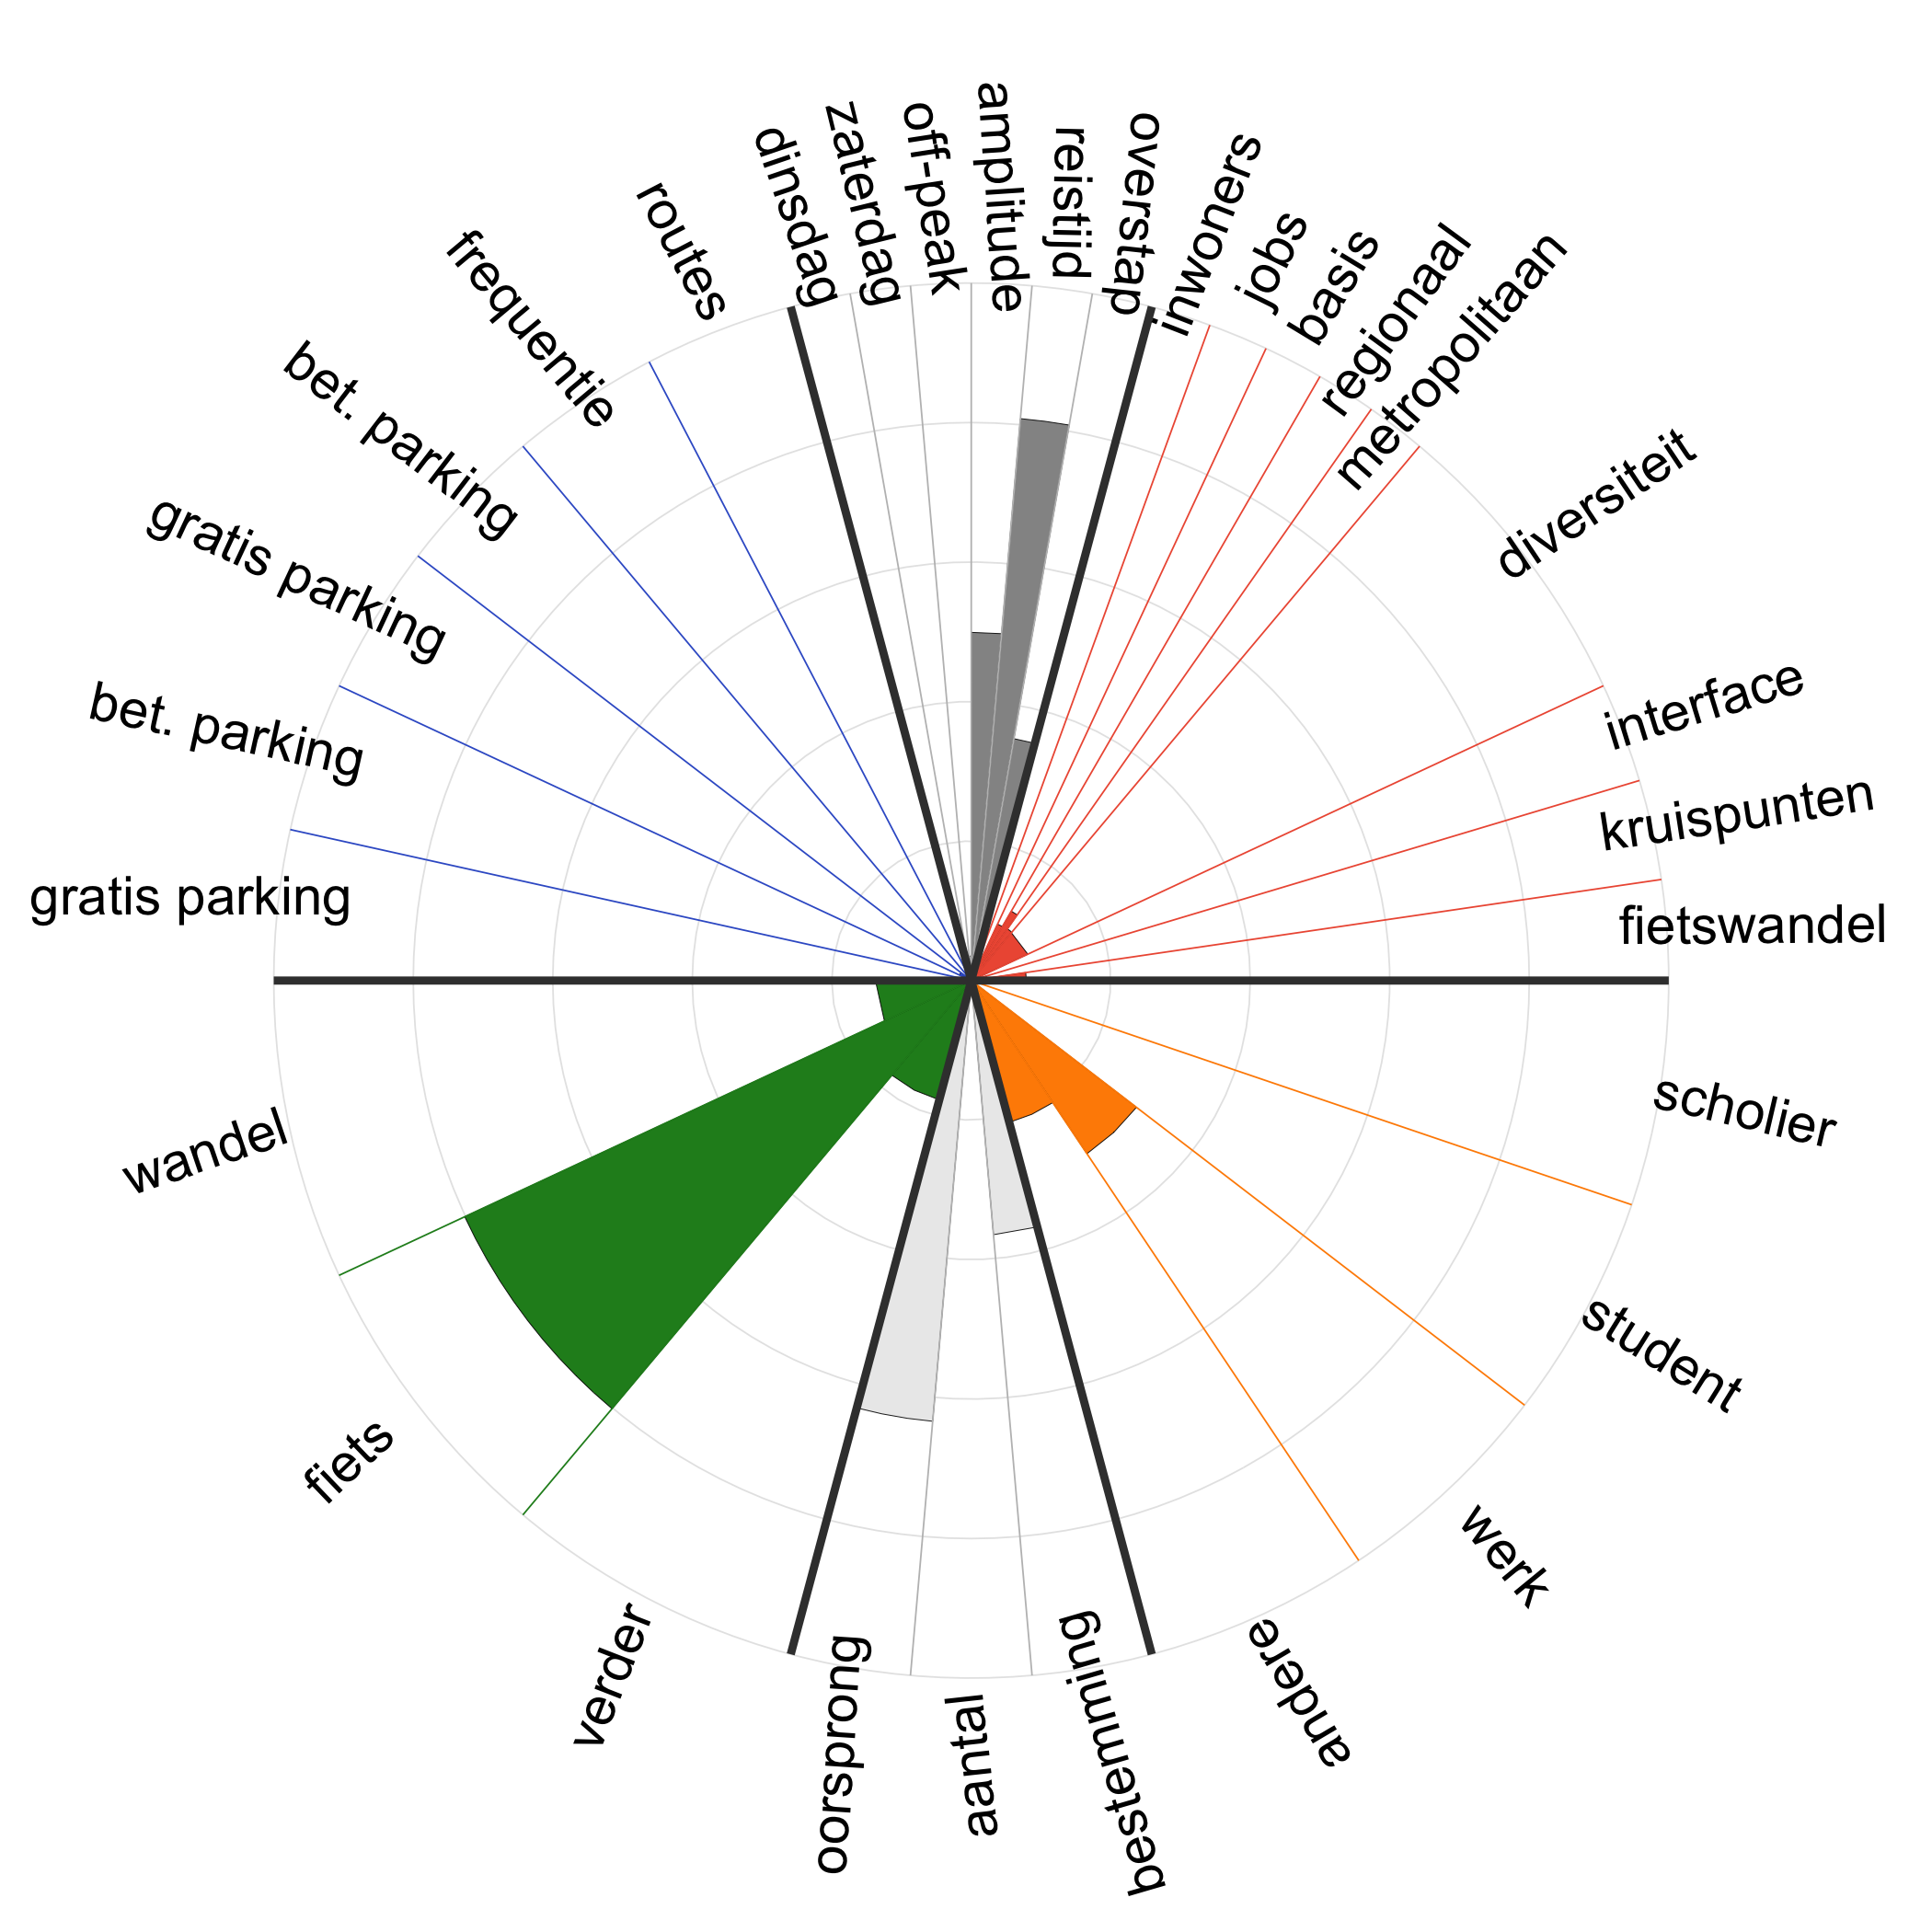 dinsdag
zaterdag
off-peak
amplitude
reistijd
overstap
inwoners
jobs
basis
regionaal
metropolitaan
diversiteit
interface
kruispunten
fietswandel
scholier
student
werk
andere
bestemming
aantal
oorsprong
verder
fiets
wandel
gratis parking
bet. parking
gratis parking
bet. parking
frequentie
routes